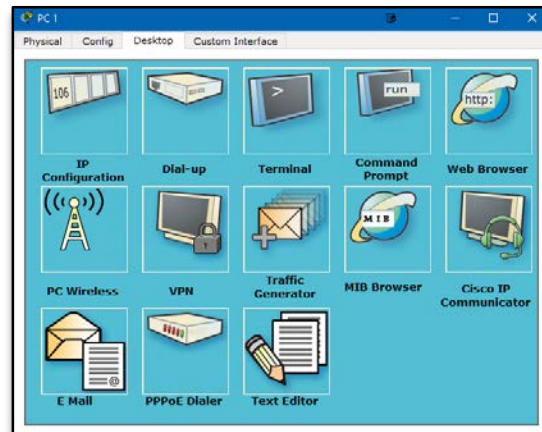 PC 1
Physical Config Desktop Custom Interface
106
>
run
http:
IP
Configuration
Dial-up
Terminal
Command
Prompt
Web Browser
MIB
PC Wireless
VPN
Traffic
Generator
MIB Browser
Cisco IP
Communicator
@
E Mail
PPPoE Dialer
Text Editor